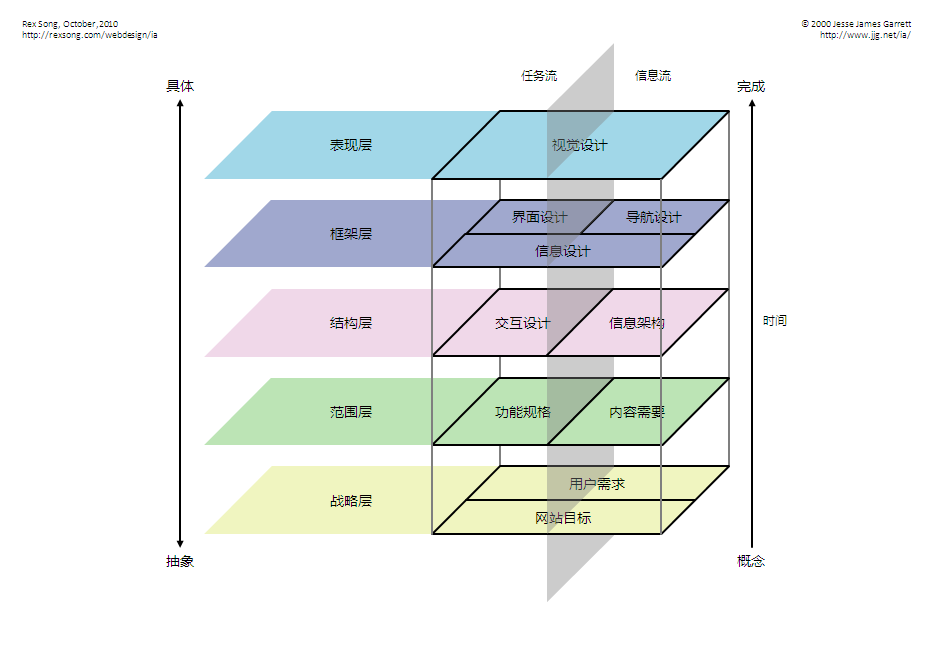 Rex Song, October, 2010
http://rexsong.com/webdesign/ia
© 2000 Jesse James Garrett
http://www.jjg.net/ia/
任务流
信息流
具体
完成
表现层
视觉设计
框架层
界面设计
导航设计
信息设计
结构层
交互设计
信息架构
时间
范围层
功能规格
内容需要
战略层
用户需求
网站目标
抽象
概念